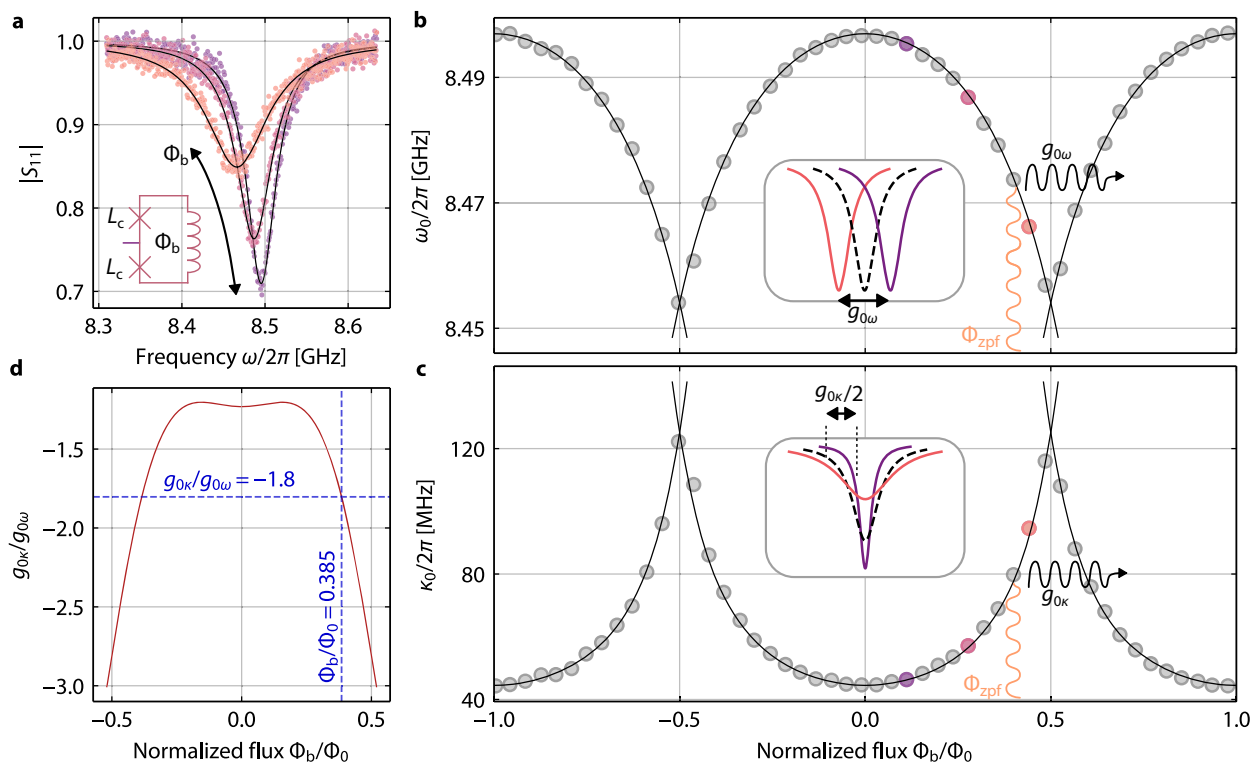 a
1.0
0.9
0.8
0.7
|S₁₁|
Φb
Lc
Φb
Lc
8.3
8.4
8.5
8.6
Frequency ω/2π [GHz]
b
8.49
8.47
8.45
ω₀/2π [GHz]
g₀ω
g₀ω
Φzpf
c
120
80
40
κ₀/2π [MHz]
g₀κ/2
g₀κ
Φzpf
−1.0
−0.5
0.0
0.5
1.0
Normalized flux Φb/Φ₀
d
−1.5
−2.0
−2.5
−3.0
g₀κ/g₀ω
g₀κ/g₀ω = −1.8
Φb/Φ₀ = 0.385
−0.5
0.0
0.5
Normalized flux Φb/Φ₀